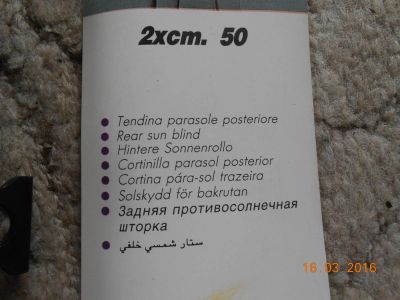 2xcm. 50
Tendina parasole posteriore
Rear sun blind
Hintere Sonnenrollo
Cortinilla parasol posterior
Cortina pára-sol trazeira
Solskydd för bakrutan
Задняя противосолнечная
шторка
ستار شمسي خلفي
16 03 2016